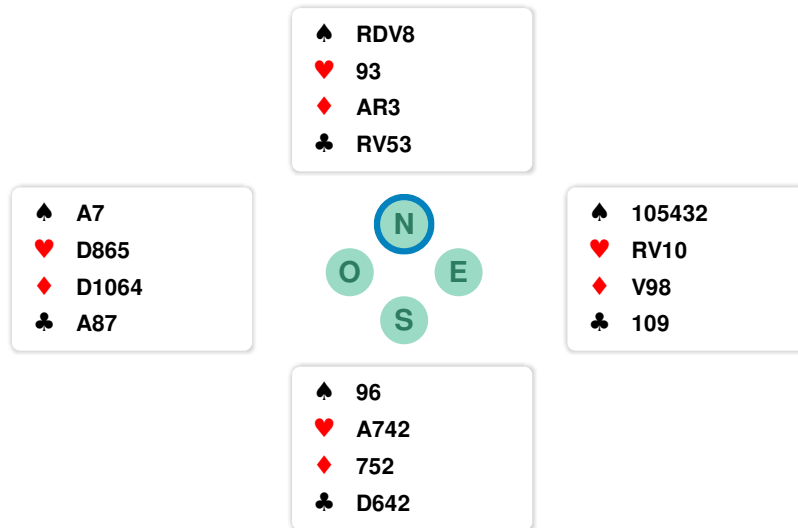 ♠ RDV8
♥ 93
♦ AR3
♣ RV53
♠ A7
♥ D865
♦ D1064
♣ A87
N
O E
S
♠ 105432
♥ RV10
♦ V98
♣ 109
♠ 96
♥ A742
♦ 752
♣ D642